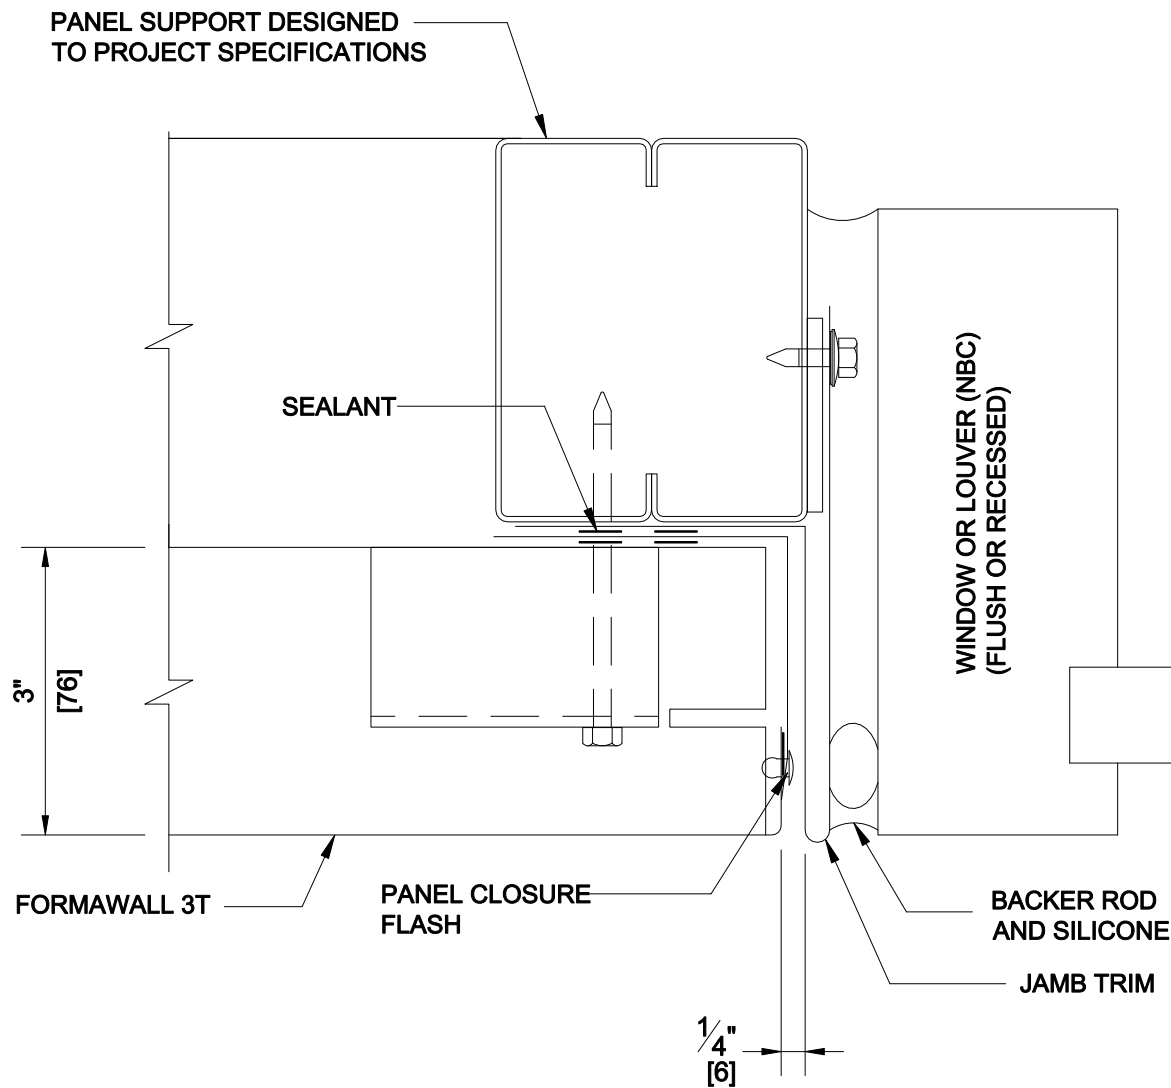 PANEL SUPPORT DESIGNED
TO PROJECT SPECIFICATIONS
SEALANT
WINDOW OR LOUVER (NBC)
(FLUSH OR RECESSED)
3"
[76]
FORMAWALL 3T
PANEL CLOSURE
FLASH
BACKER ROD
AND SILICONE
JAMB TRIM
1/4"
[6]